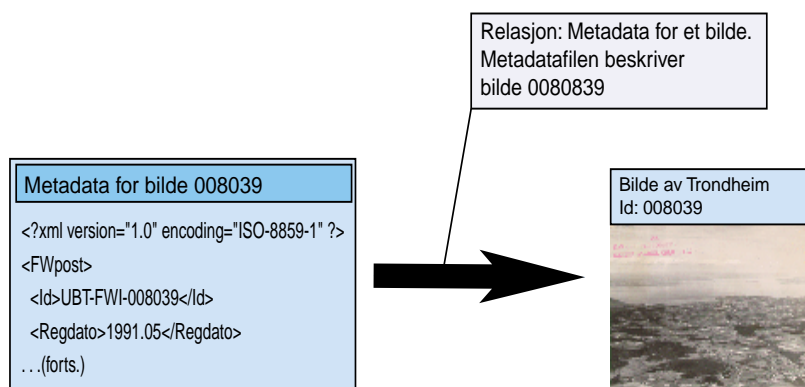 Relasjon: Metadata for et bilde.
Metadatafilen beskriver
bilde 0080839
Metadata for bilde 008039
<?xml version="1.0" encoding="ISO-8859-1" ?>
<FWpost>
<Id>UBT-FWI-008039</Id>
<Regdato>1991.05</Regdato>
. . .(forts.)
Bilde av Trondheim
Id: 008039